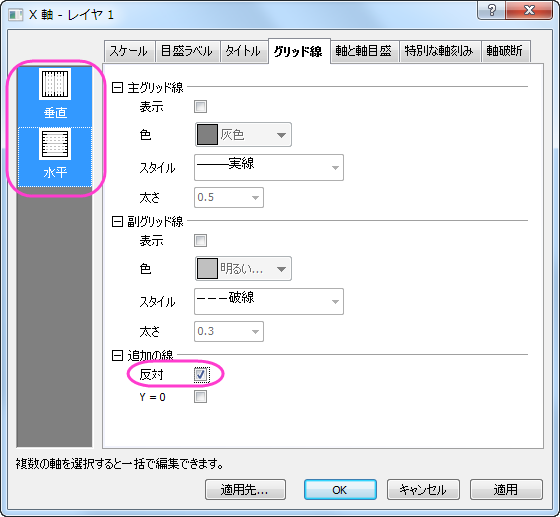 X 軸 - レイヤ 1
スケール 目盛ラベル タイトル グリッド線 軸と軸目盛 特別な軸刻み 軸破断
垂直
水平
主グリッド線
表示
色 灰色
スタイル 実線
太さ 0.5
副グリッド線
表示
色 明るい...
スタイル 破線
太さ 0.3
追加の線
反対
Y = 0
複数の軸を選択すると一括で編集できます。
適用先... OK キャンセル 適用